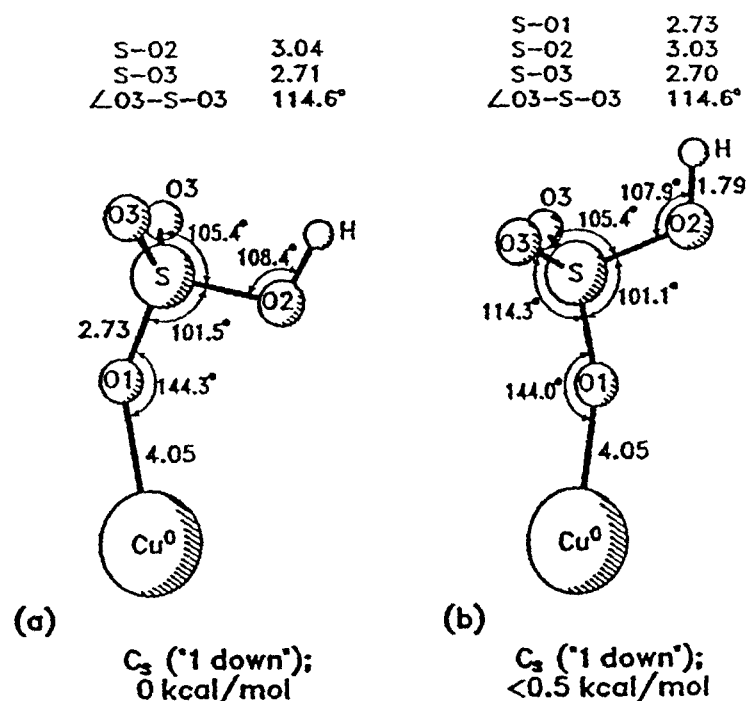 S-O2 3.04
S-O3 2.71
∠O3-S-O3 114.6°
O3
O3
105.4°
108.4°
H
S
O2
2.73
101.5°
O1
144.3°
4.05
Cu⁰
(a)
Cₛ ("1 down");
0 kcal/mol
S-O1 2.73
S-O2 3.03
S-O3 2.70
∠O3-S-O3 114.6°
H
107.9°
1.79
O3
O3
105.4°
O2
S
114.3°
101.1°
144.0°
O1
4.05
Cu⁰
(b)
Cₛ ("1 down");
<0.5 kcal/mol